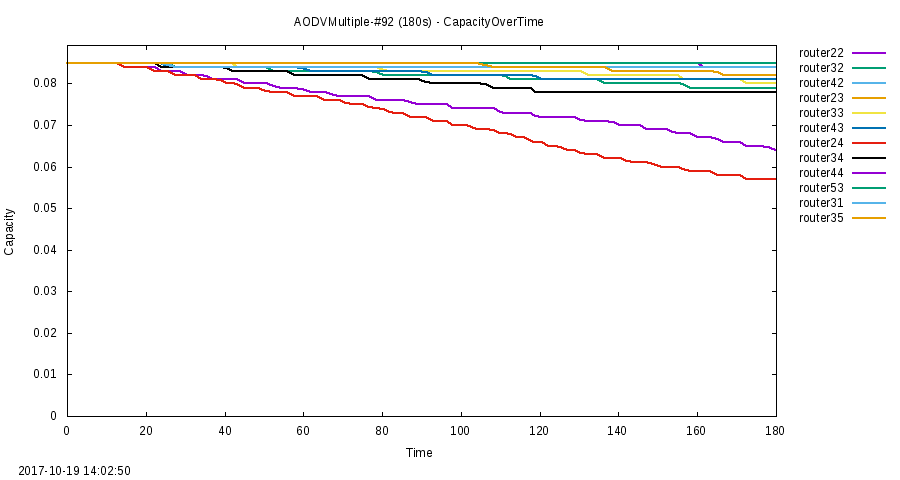 AODVMultiple-#92 (180s) - CapacityOverTime
router22
router32
router42
router23
router33
router43
router24
router34
router44
router53
router31
router35
0.08
0.07
0.06
0.05
0.04
0.03
0.02
0.01
0
Capacity
0 20 40 60 80 100 120 140 160 180
Time
2017-10-19 14:02:50